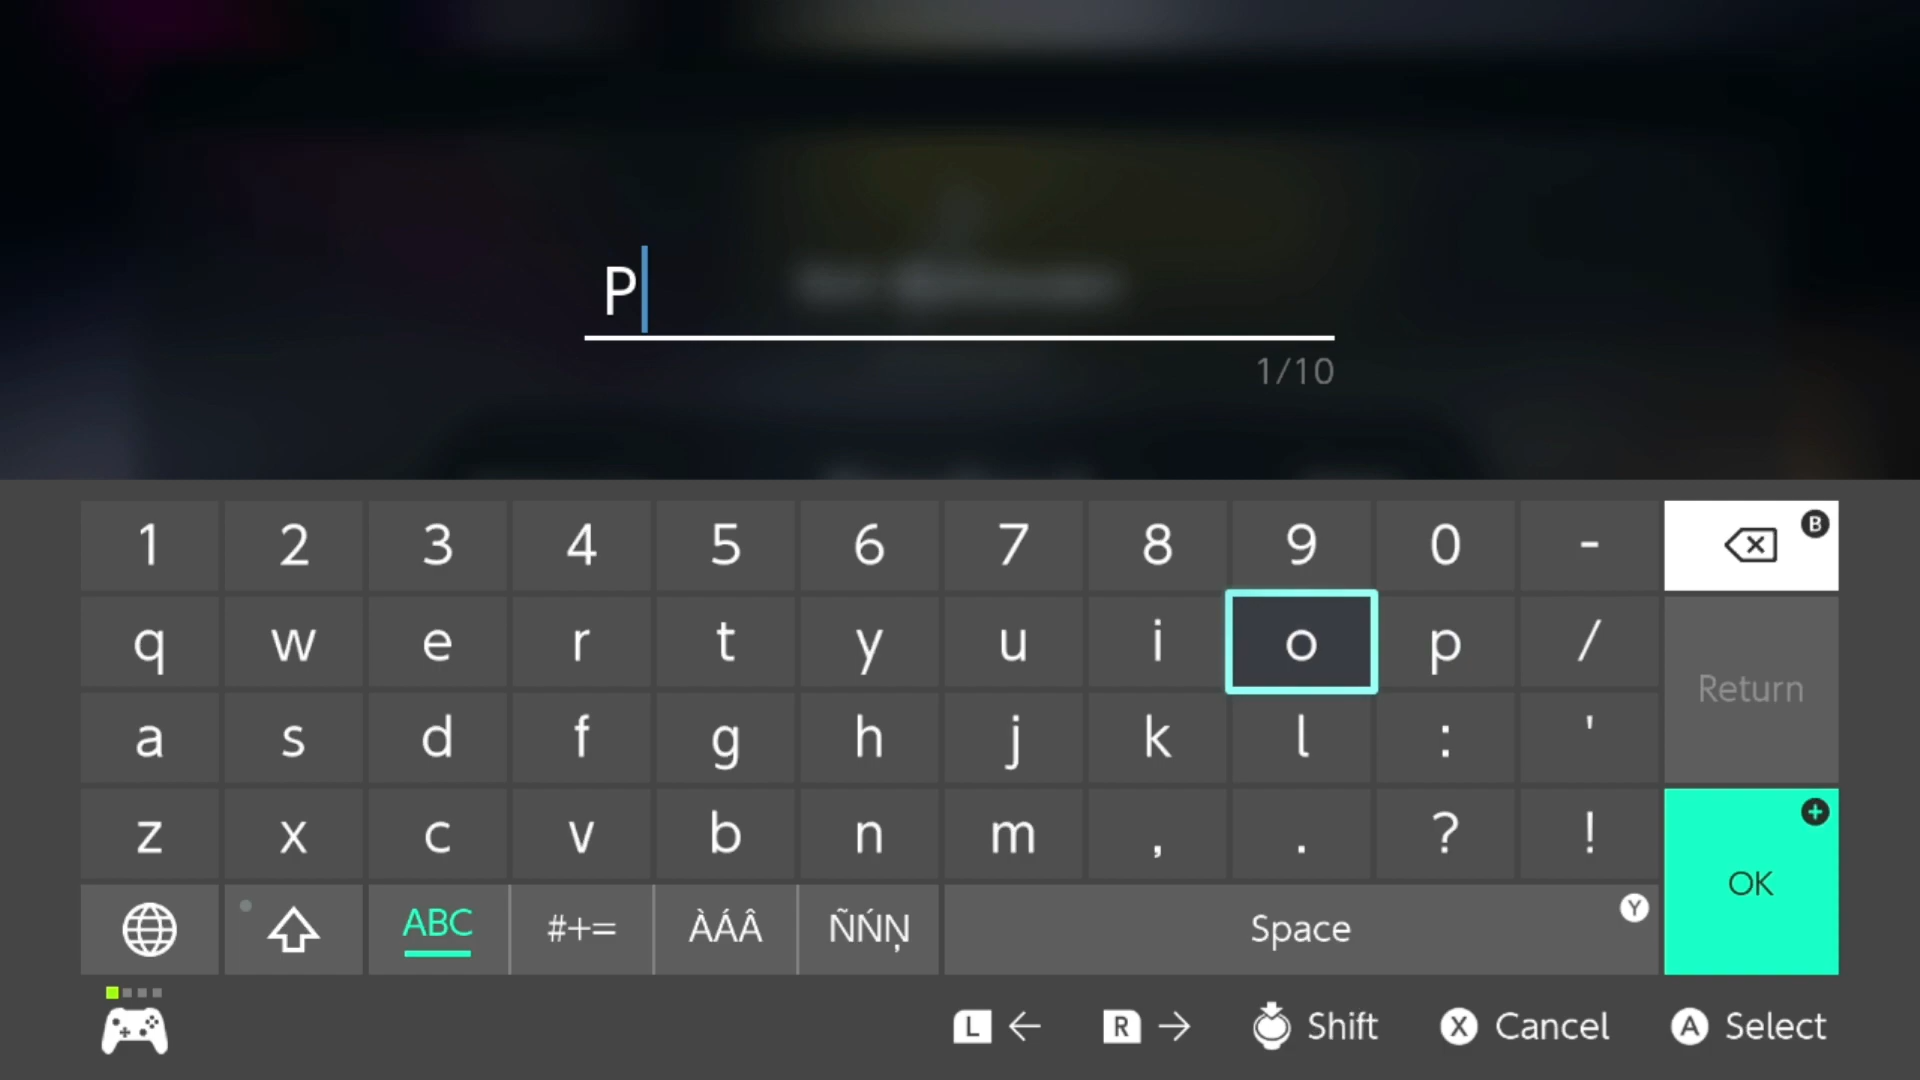 P
1/10
1 2 3 4 5 6 7 8 9 0 - B
q w e r t y u i o p /
Return
a s d f g h j k l : '
z x c v b n m , . ? ! +
OK
ABC #+= ÀÁÂ ÑŃŅ Space Y
L ← R → Shift X Cancel A Select